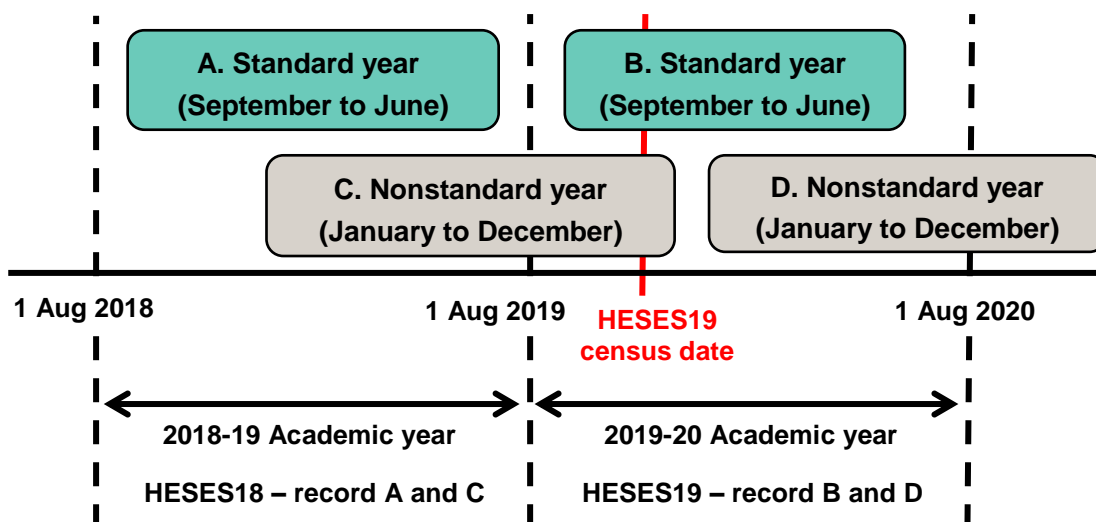 A. Standard year
(September to June)
B. Standard year
(September to June)
C. Nonstandard year
(January to December)
D. Nonstandard year
(January to December)
1 Aug 2018
1 Aug 2019
HESES19
census date
1 Aug 2020
2018-19 Academic year
2019-20 Academic year
HESES18 – record A and C
HESES19 – record B and D